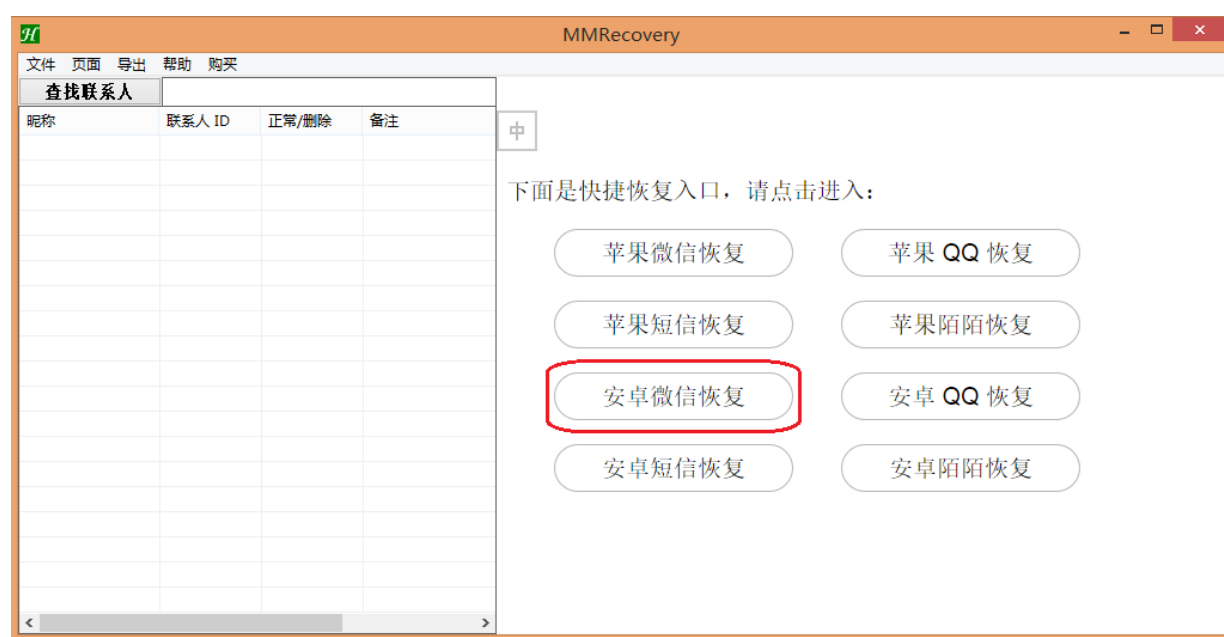 MMRecovery
文件 页面 导出 帮助 购买
查找联系人
昵称 联系人 ID 正常/删除 备注
中
下面是快捷恢复入口，请点击进入：
苹果微信恢复 苹果 QQ 恢复
苹果短信恢复 苹果陌陌恢复
安卓微信恢复 安卓 QQ 恢复
安卓短信恢复 安卓陌陌恢复